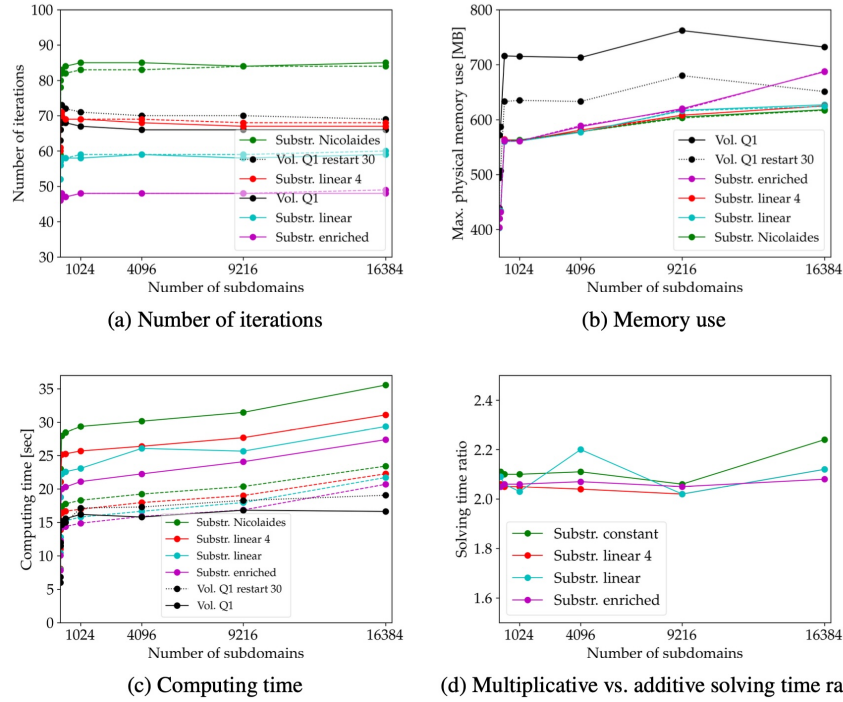 100
90
80
70
60
50
40
30
Number of iterations
Substr. Nicolaides
Vol. Q1 restart 30
Substr. linear 4
Vol. Q1
Substr. linear
Substr. enriched
1024 4096 9216 16384
Number of subdomains
(a) Number of iterations
800
700
600
500
400
Max. physical memory use [MB]
Vol. Q1
Vol. Q1 restart 30
Substr. enriched
Substr. linear 4
Substr. linear
Substr. Nicolaides
1024 4096 9216 16384
Number of subdomains
(b) Memory use
35
30
25
20
15
10
5
0
Computing time [sec]
Substr. Nicolaides
Substr. linear 4
Substr. linear
Substr. enriched
Vol. Q1 restart 30
Vol. Q1
1024 4096 9216 16384
Number of subdomains
(c) Computing time
2.4
2.2
2.0
1.8
1.6
Solving time ratio
Substr. constant
Substr. linear 4
Substr. linear
Substr. enriched
1024 4096 9216 16384
Number of subdomains
(d) Multiplicative vs. additive solving time ra